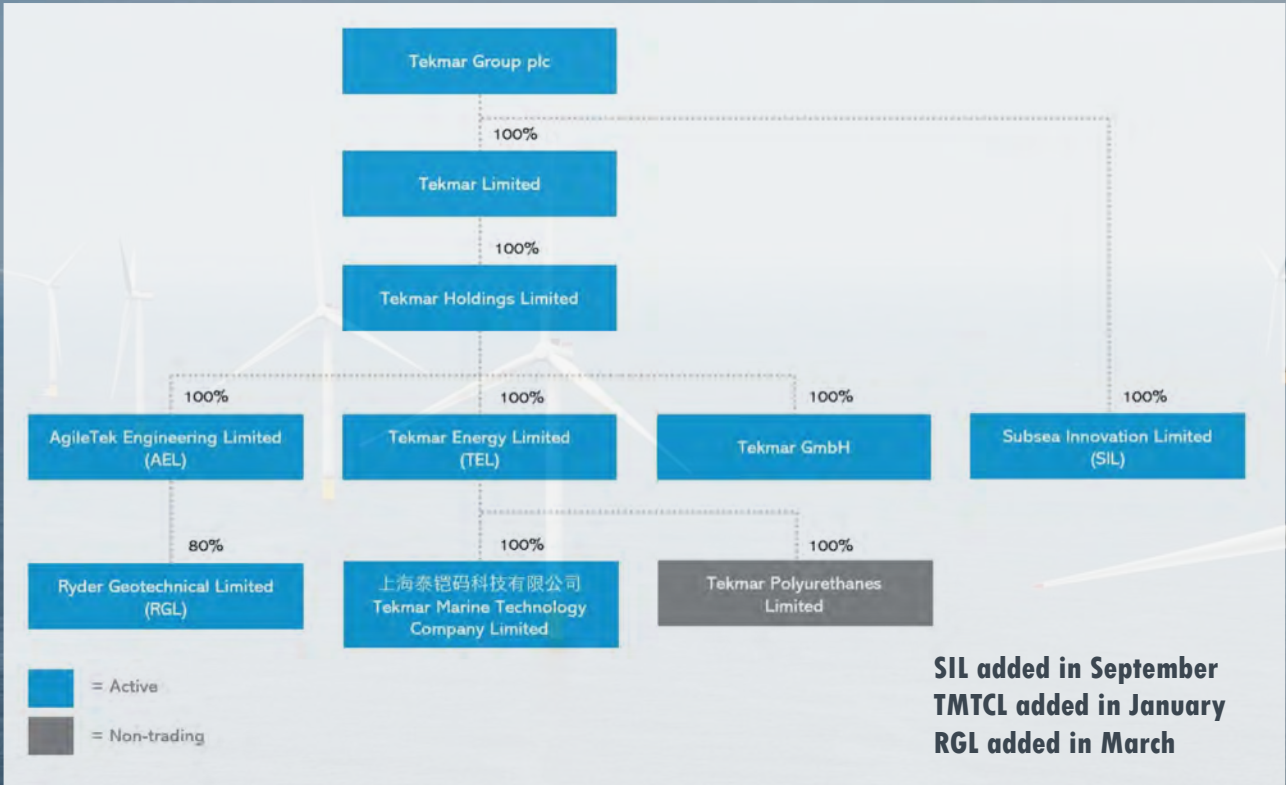 Tekmar Group plc
100%
Tekmar Limited
100%
Tekmar Holdings Limited
100%
100%
100%
100%
AgileTek Engineering Limited
(AEL)
Tekmar Energy Limited
(TEL)
Tekmar GmbH
Subsea Innovation Limited
(SIL)
80%
100%
100%
Ryder Geotechnical Limited
(RGL)
上海泰铠码科技有限公司
Tekmar Marine Technology
Company Limited
Tekmar Polyurethanes
Limited
= Active
= Non-trading
SIL added in September
TMTCL added in January
RGL added in March